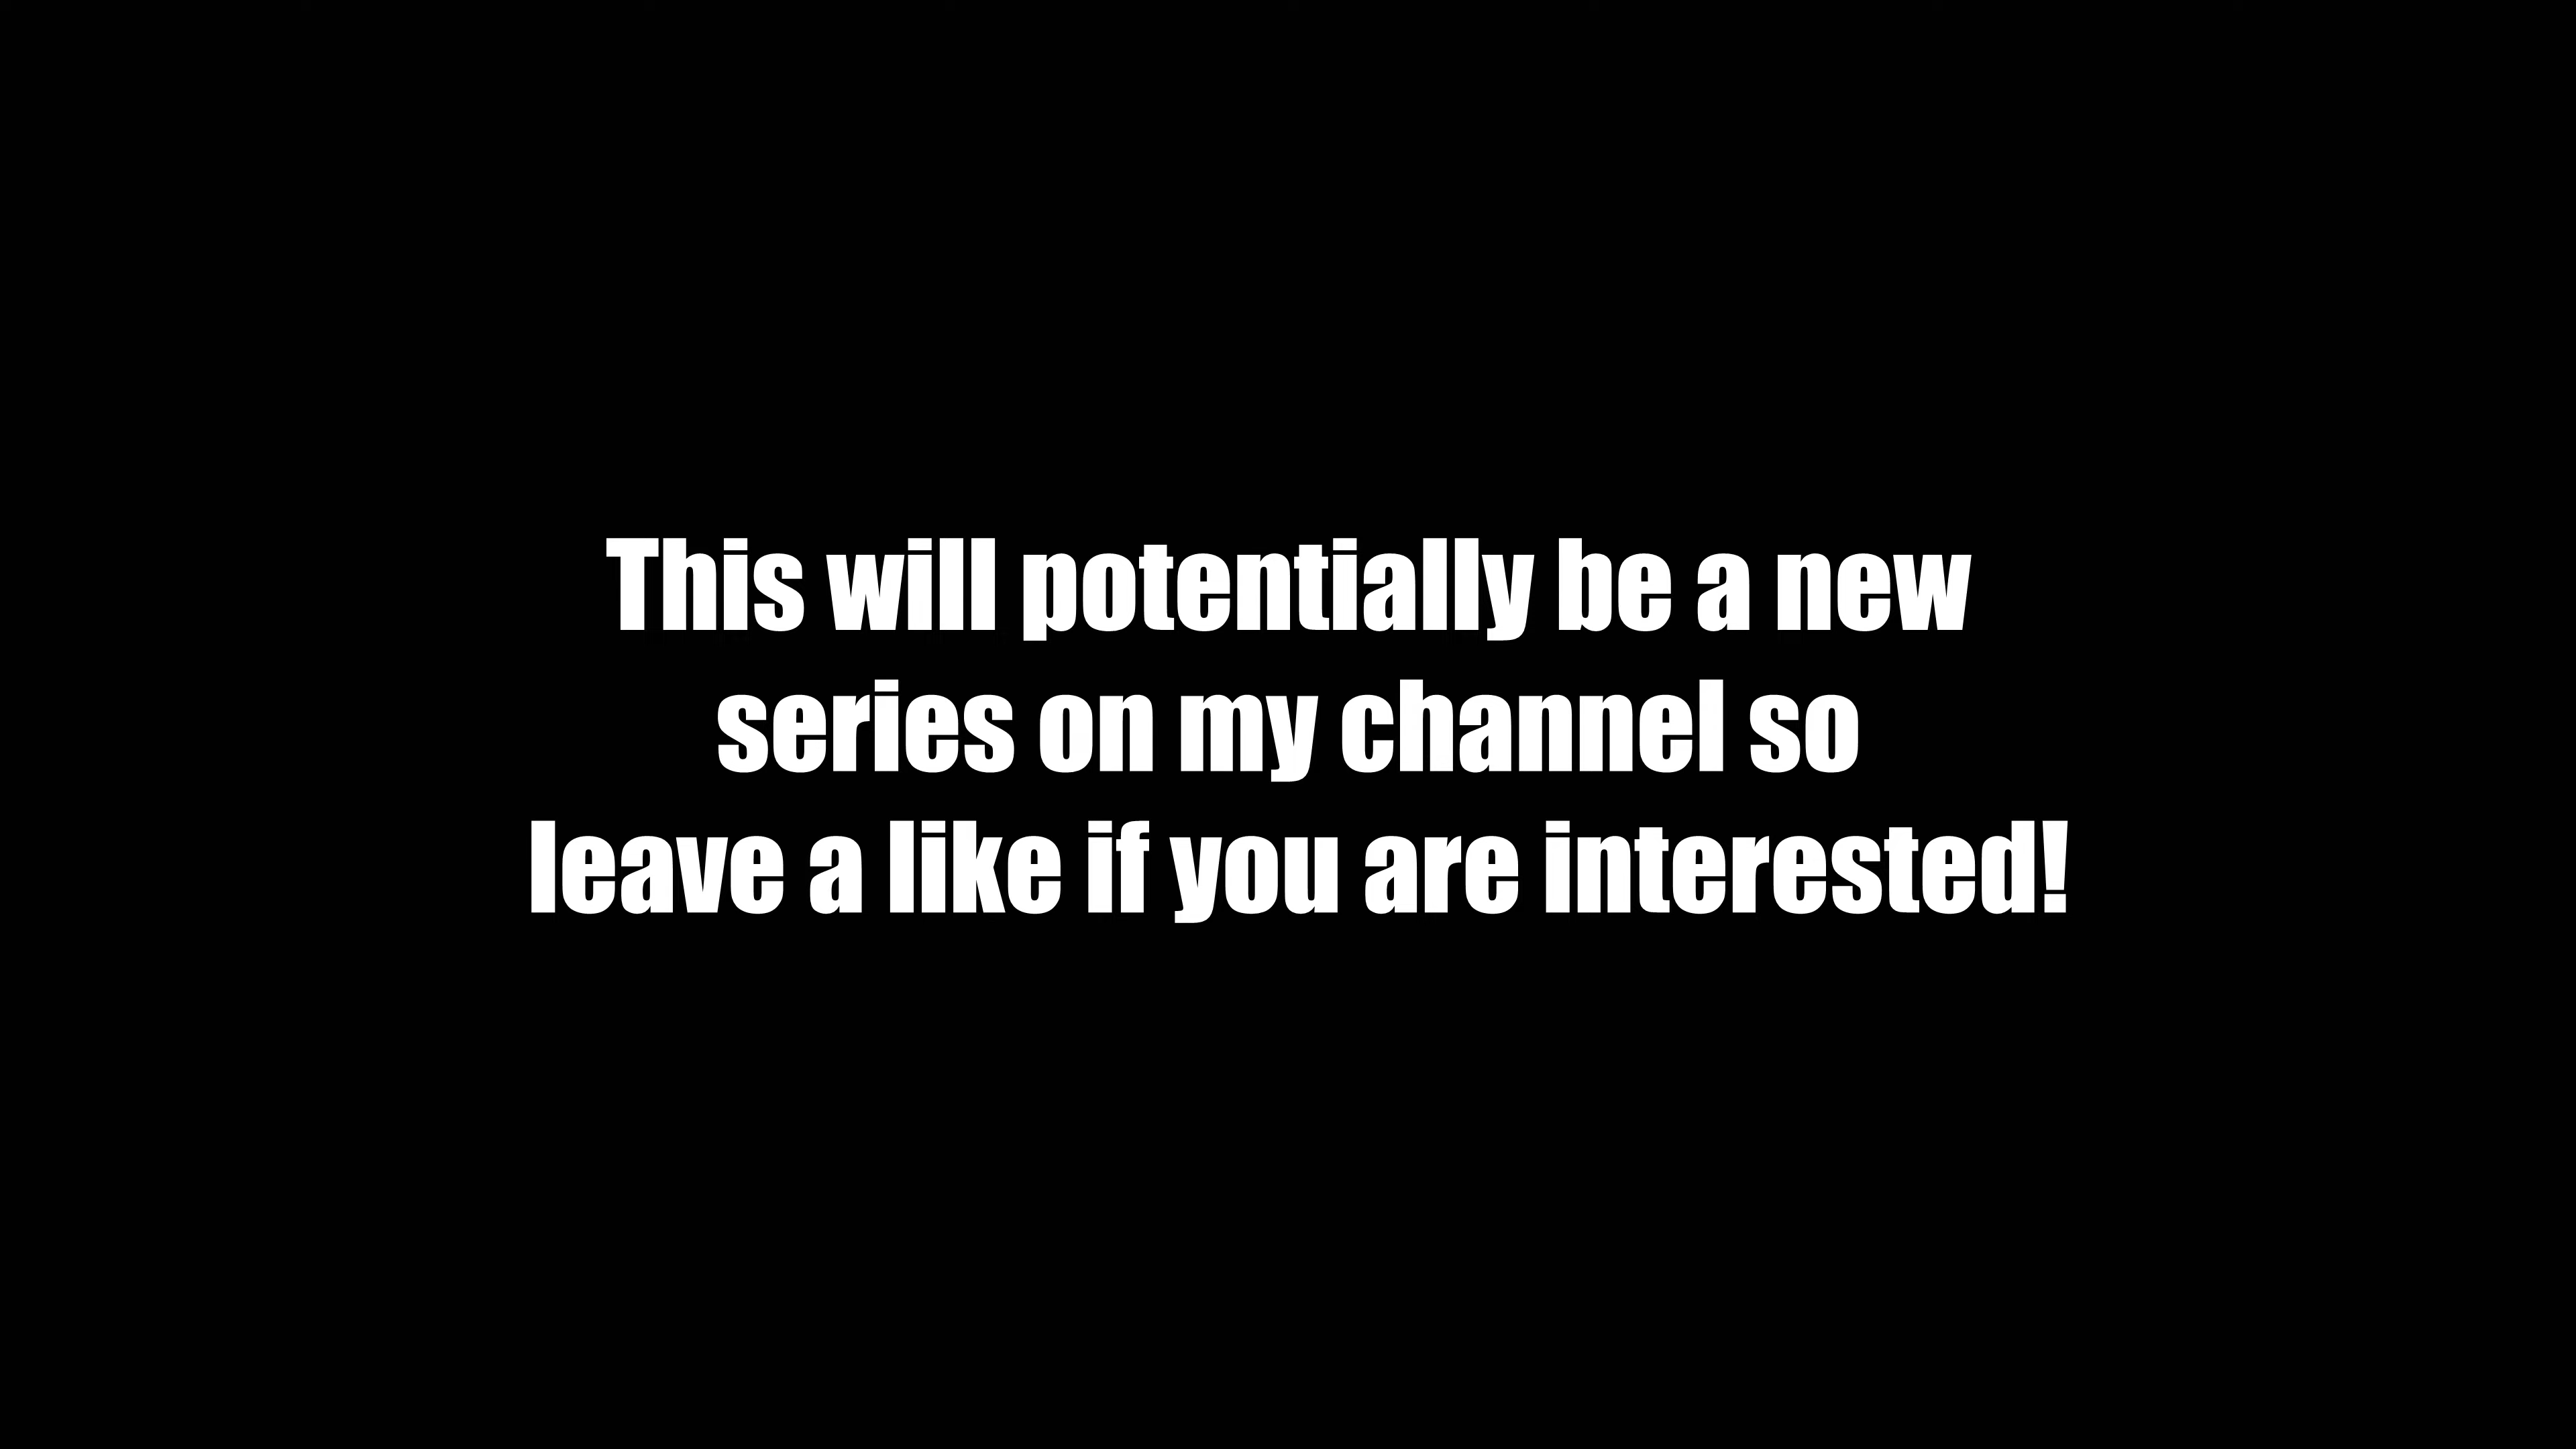 This will potentially be a new
series on my channel so
leave a like if you are interested!